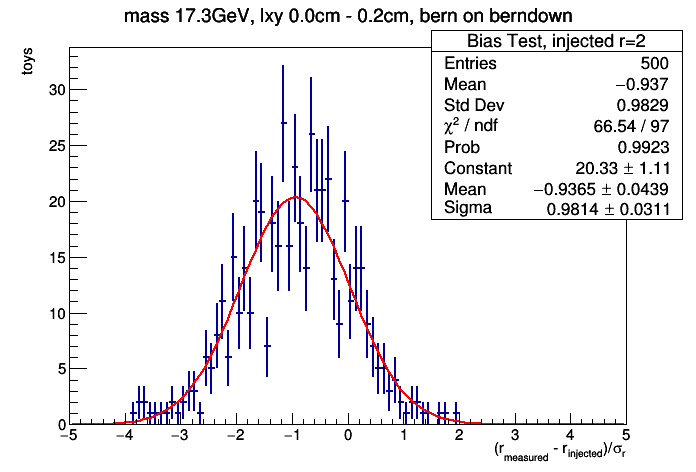 mass 17.3GeV, lxy 0.0cm - 0.2cm, bern on berndown
toys
Bias Test, injected r=2
Entries 500
Mean −0.937
Std Dev 0.9829
χ² / ndf 66.54 / 97
Prob 0.9923
Constant 20.33 ± 1.11
Mean −0.9365 ± 0.0439
Sigma 0.9814 ± 0.0311
30
25
20
15
10
5
0
−5 −4 −3 −2 −1 0 1 2 3 4 5
(r_measured - r_injected)/σ_r